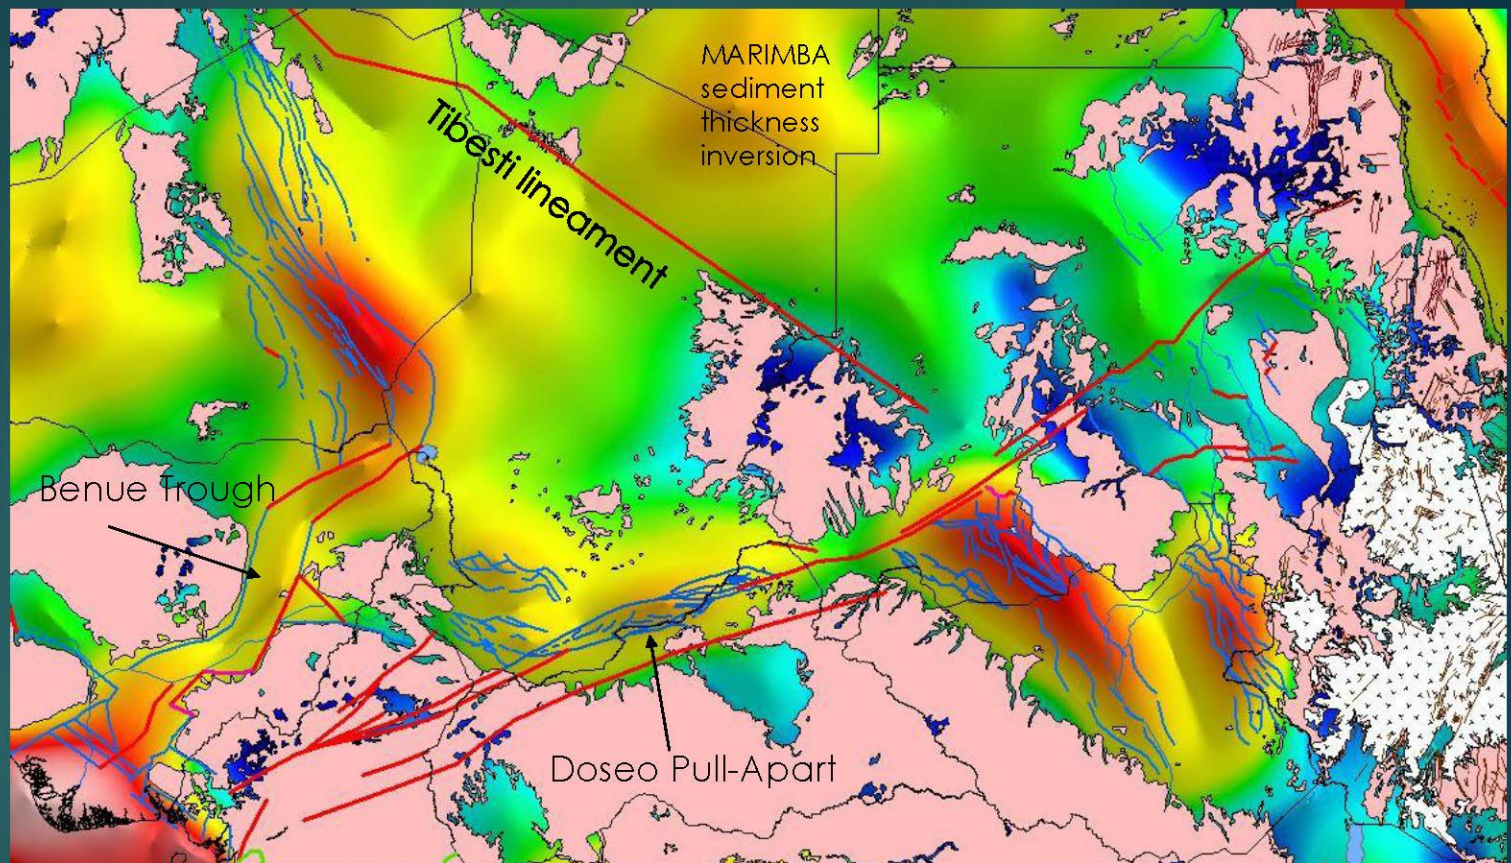 MARIMBA
sediment
thickness
inversion
Tibesti lineament
Benue Trough
Doseo Pull-Apart